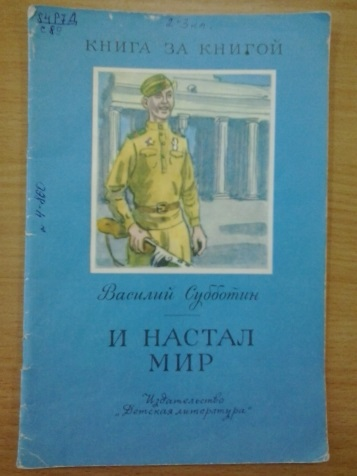 КНИГА ЗА КНИГОЙ
Василий Субботин
И НАСТАЛ
МИР
Издательство
„Детская литература"